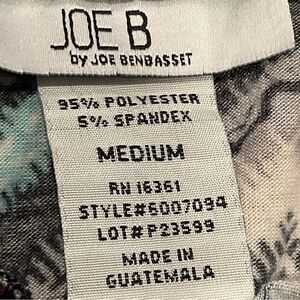 JOE B
by JOE BENBASSET
95% POLYESTER
5% SPANDEX
MEDIUM
RN 16361
STYLE#6007094
LOT#P23599
MADE IN
GUATEMALA